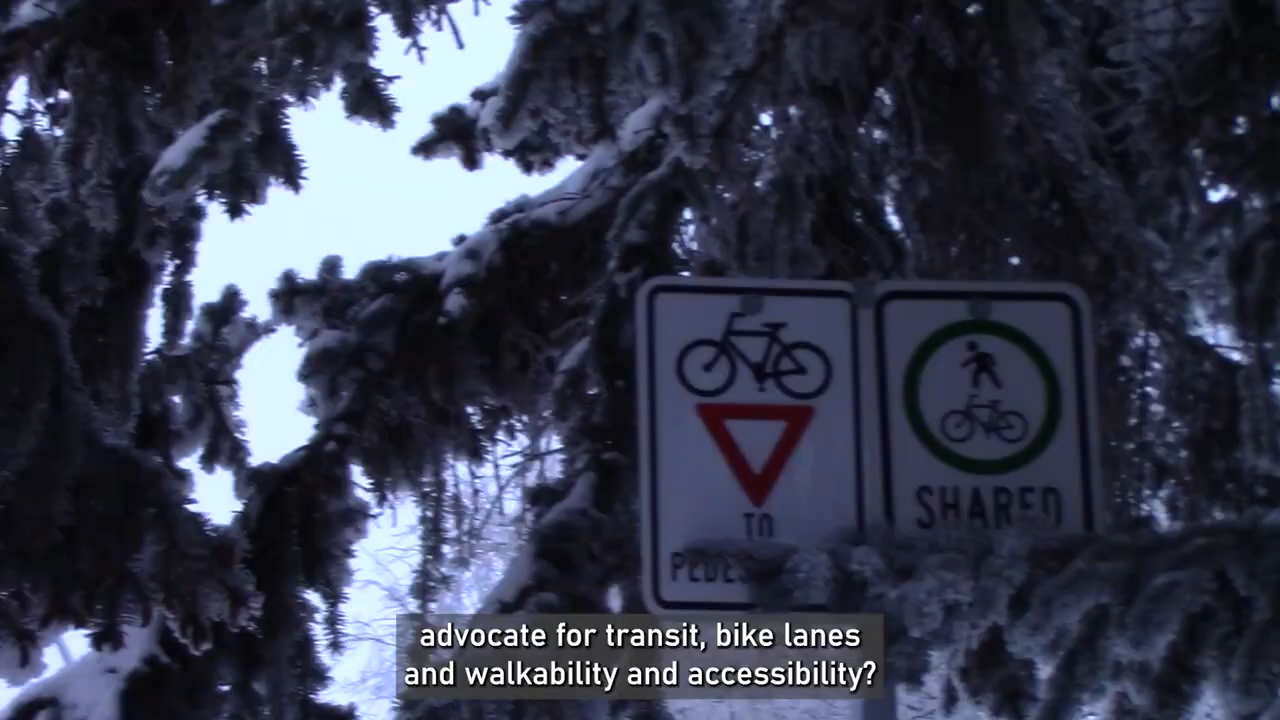 TO
SHARED
advocate for transit, bike lanes
and walkability and accessibility?